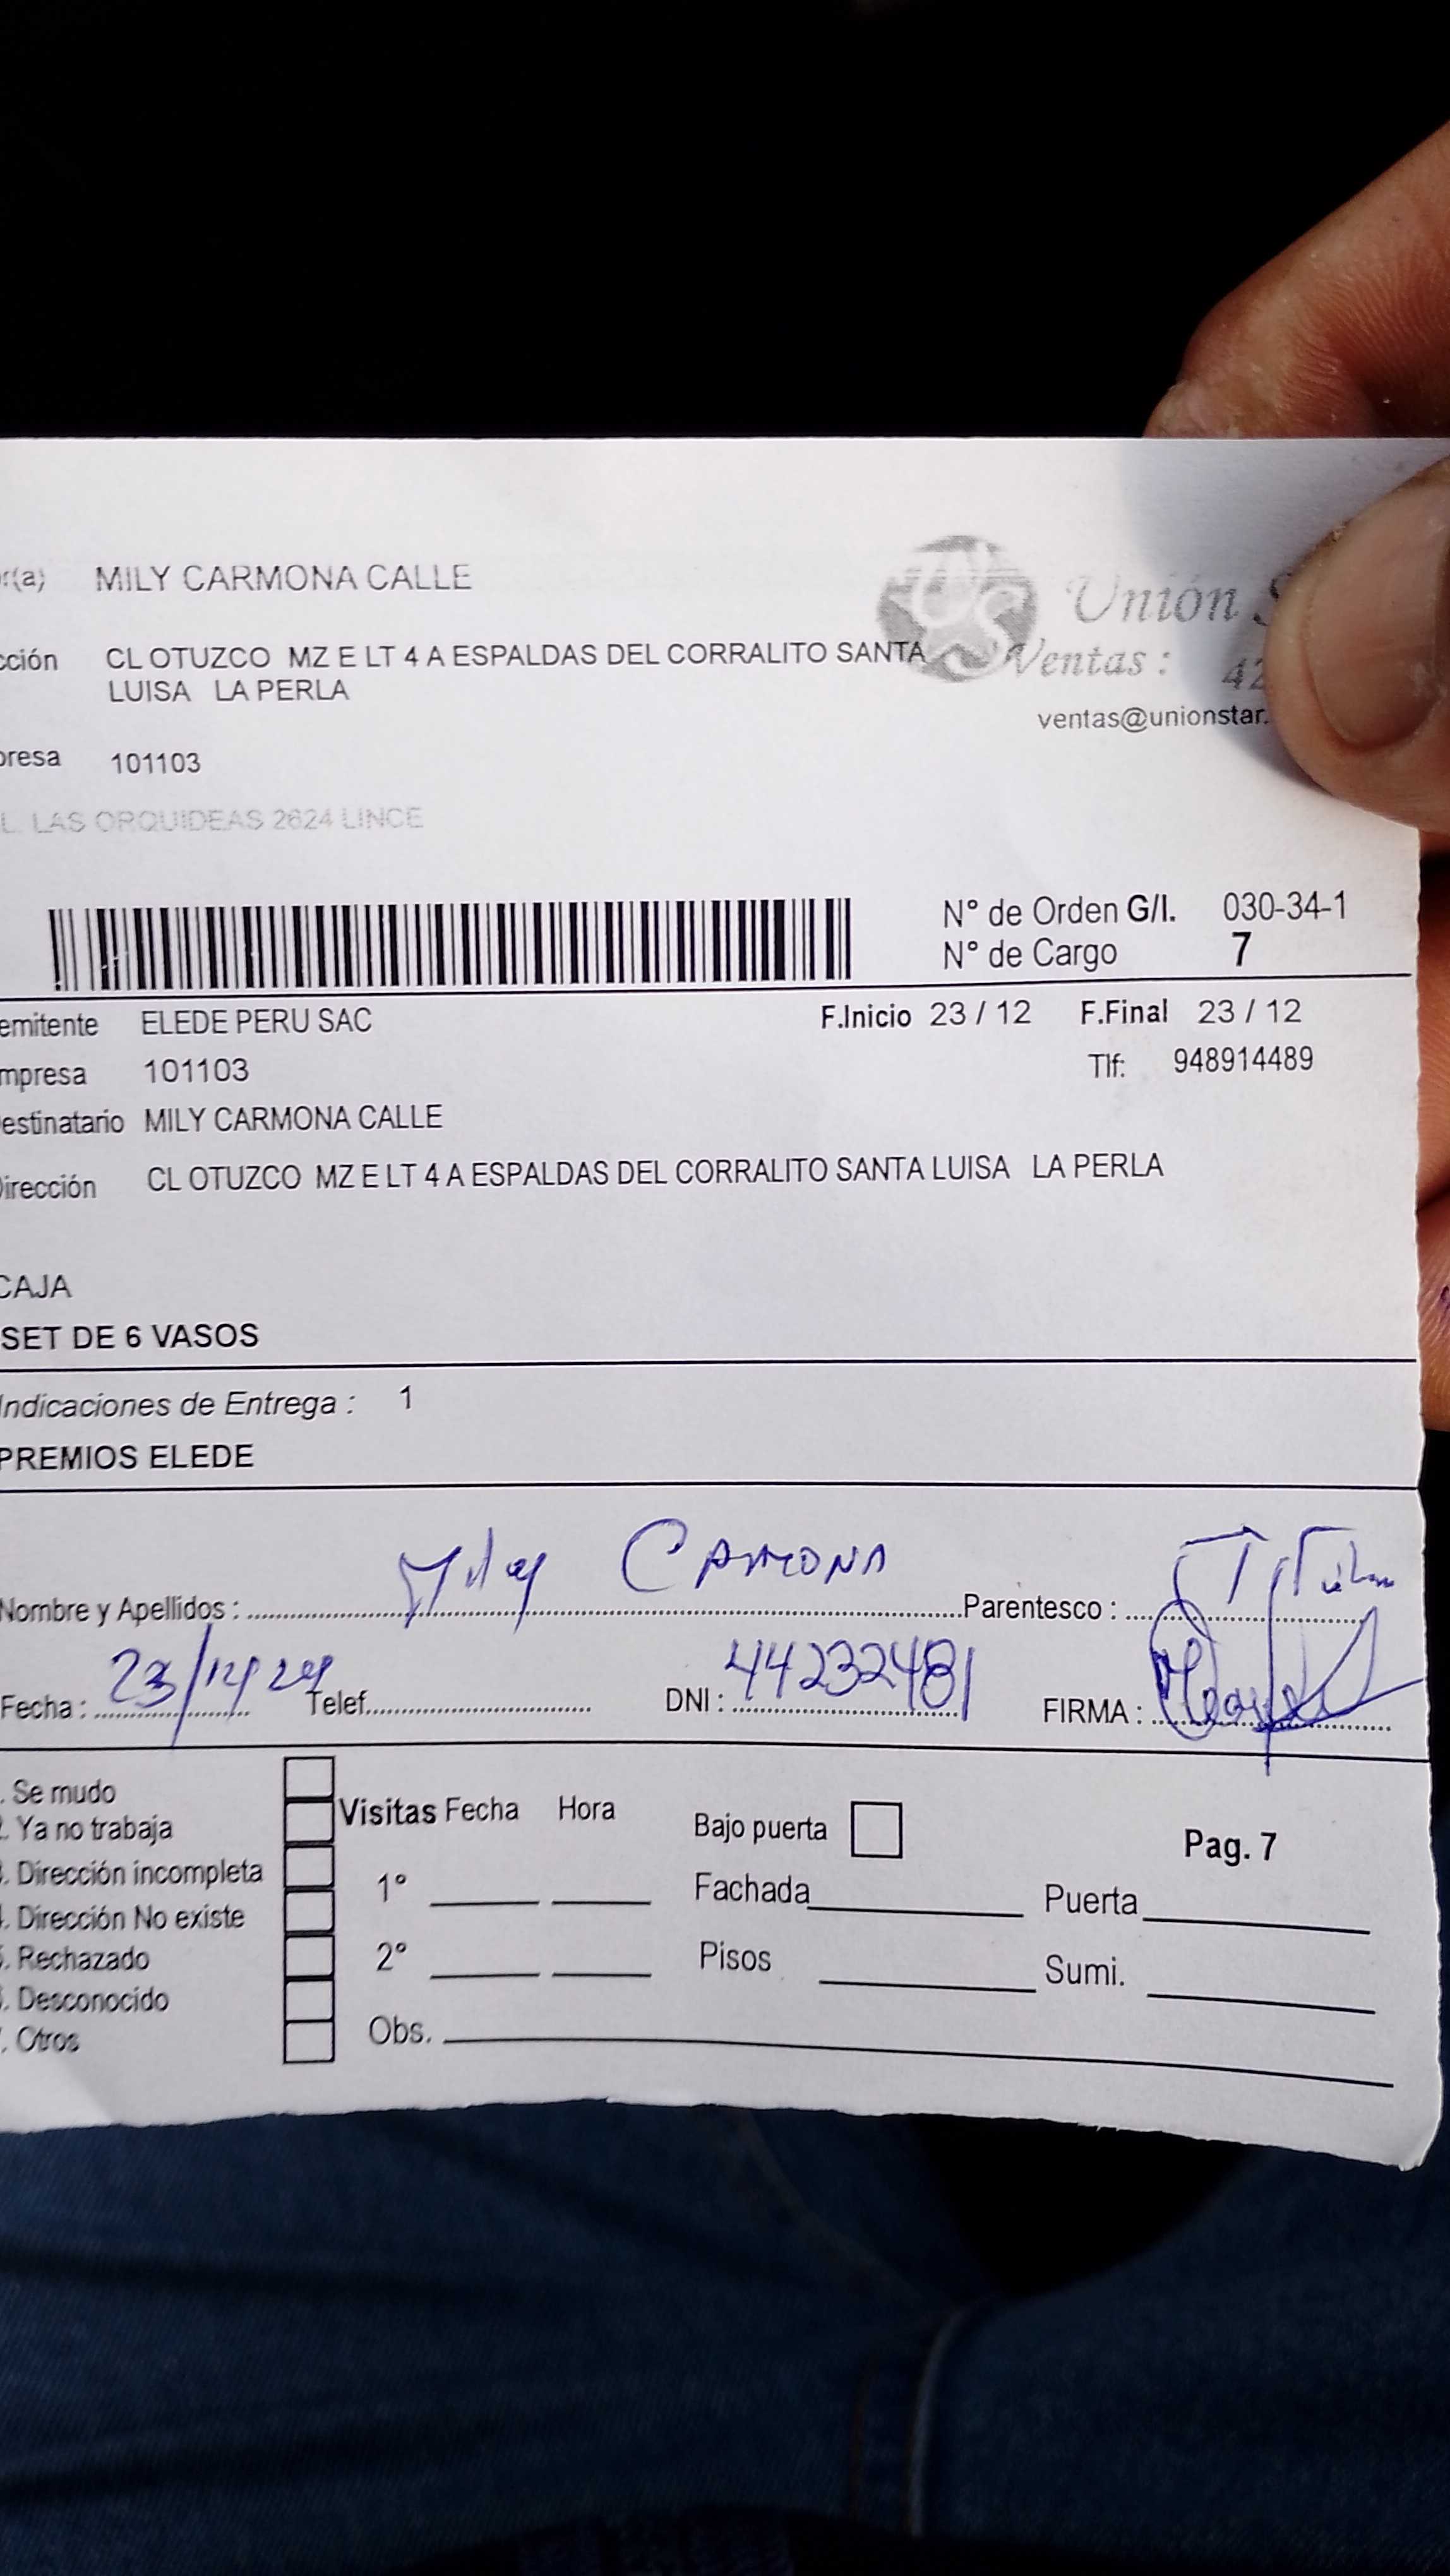 r(a) MILY CARMONA CALLE
Unión
cción CL OTUZCO MZ E LT 4 A ESPALDAS DEL CORRALITO SANTA
Ventas : 42
LUISA LA PERLA
ventas@unionstar.
presa 101103
L. LAS ORQUIDEAS 2624 LINCE
N° de Orden G/I. 030-34-1
N° de Cargo 7
emitente ELEDE PERU SAC F.Inicio 23 / 12 F.Final 23 / 12
mpresa 101103 Tlf: 948914489
estinatario MILY CARMONA CALLE
Dirección CL OTUZCO MZ E LT 4 A ESPALDAS DEL CORRALITO SANTA LUISA LA PERLA
CAJA
SET DE 6 VASOS
Indicaciones de Entrega : 1
PREMIOS ELEDE
Nombre y Apellidos : Mily CARMONA Parentesco : Titular
Fecha : 23/12/24 Telef. DNI : 44232481 FIRMA :
. Se mudo
. Ya no trabaja
. Dirección incompleta
. Dirección No existe
. Rechazado
. Desconocido
. Otros
Visitas Fecha Hora
1°
2°
Obs.
Bajo puerta Pag. 7
Fachada Puerta
Pisos Sumi.